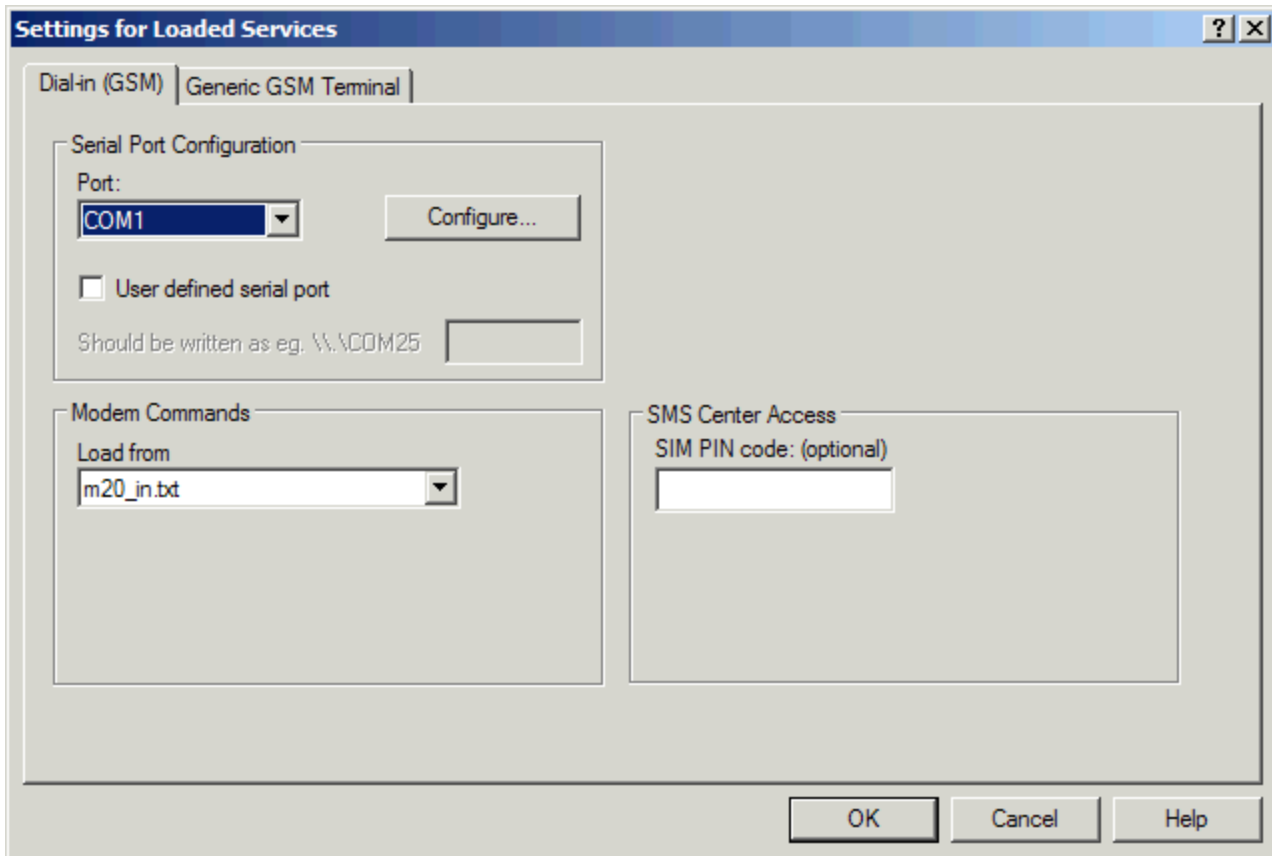 Settings for Loaded Services
Dial-in (GSM)
Generic GSM Terminal
Serial Port Configuration
Port:
COM1
Configure...
User defined serial port
Should be written as eg. \\.\COM25
Modem Commands
Load from
m20_in.txt
SMS Center Access
SIM PIN code: (optional)
OK
Cancel
Help